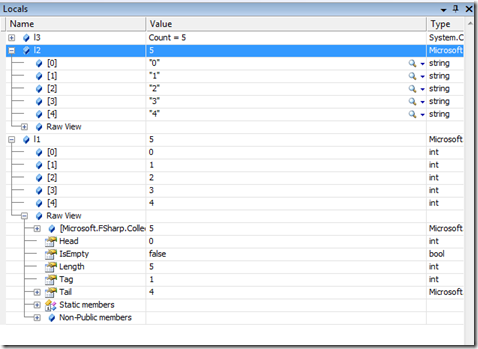 Locals
Name Value Type
l3 Count = 5 System.C
l2 5 Microsoft
[0] "0" string
[1] "1" string
[2] "2" string
[3] "3" string
[4] "4" string
Raw View
l1 5 Microsoft
[0] 0 int
[1] 1 int
[2] 2 int
[3] 3 int
[4] 4 int
Raw View
[Microsoft.FSharp.Collec 5 Microsoft
Head 0 int
IsEmpty false bool
Length 5 int
Tag 1 int
Tail 4 Microsoft
Static members
Non-Public members